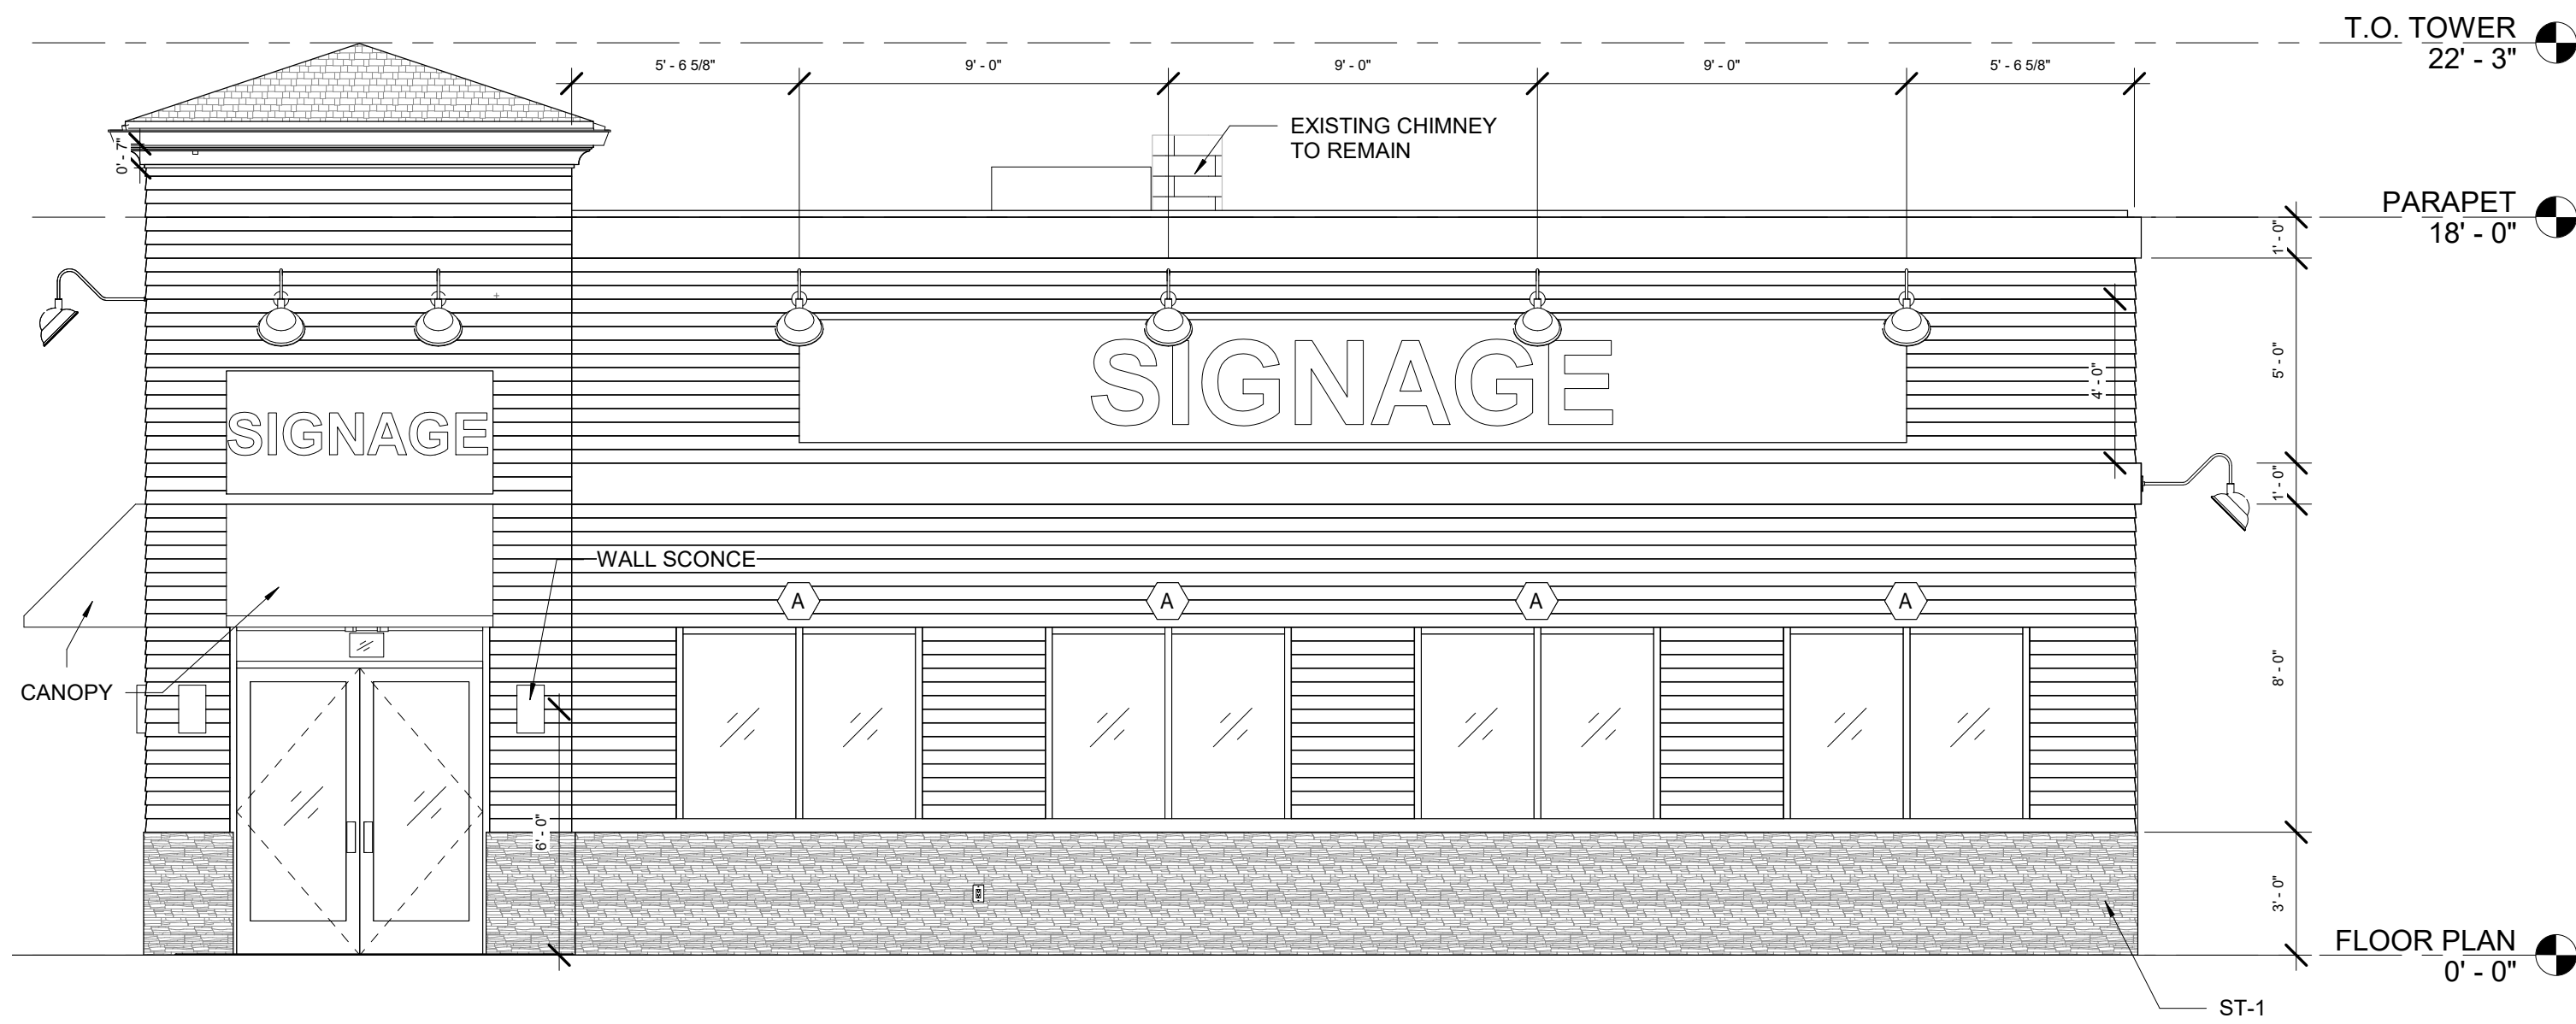 T.O. TOWER
22' - 3"
5' - 6 5/8"
9' - 0"
9' - 0"
9' - 0"
5' - 6 5/8"
EXISTING CHIMNEY
TO REMAIN
0' - 7"
PARAPET
18' - 0"
1' - 0"
5' - 0"
4' - 0"
SIGNAGE
SIGNAGE
1' - 0"
WALL SCONCE
A
A
A
A
CANOPY
8' - 0"
6' - 0"
3' - 0"
FLOOR PLAN
0' - 0"
ST-1